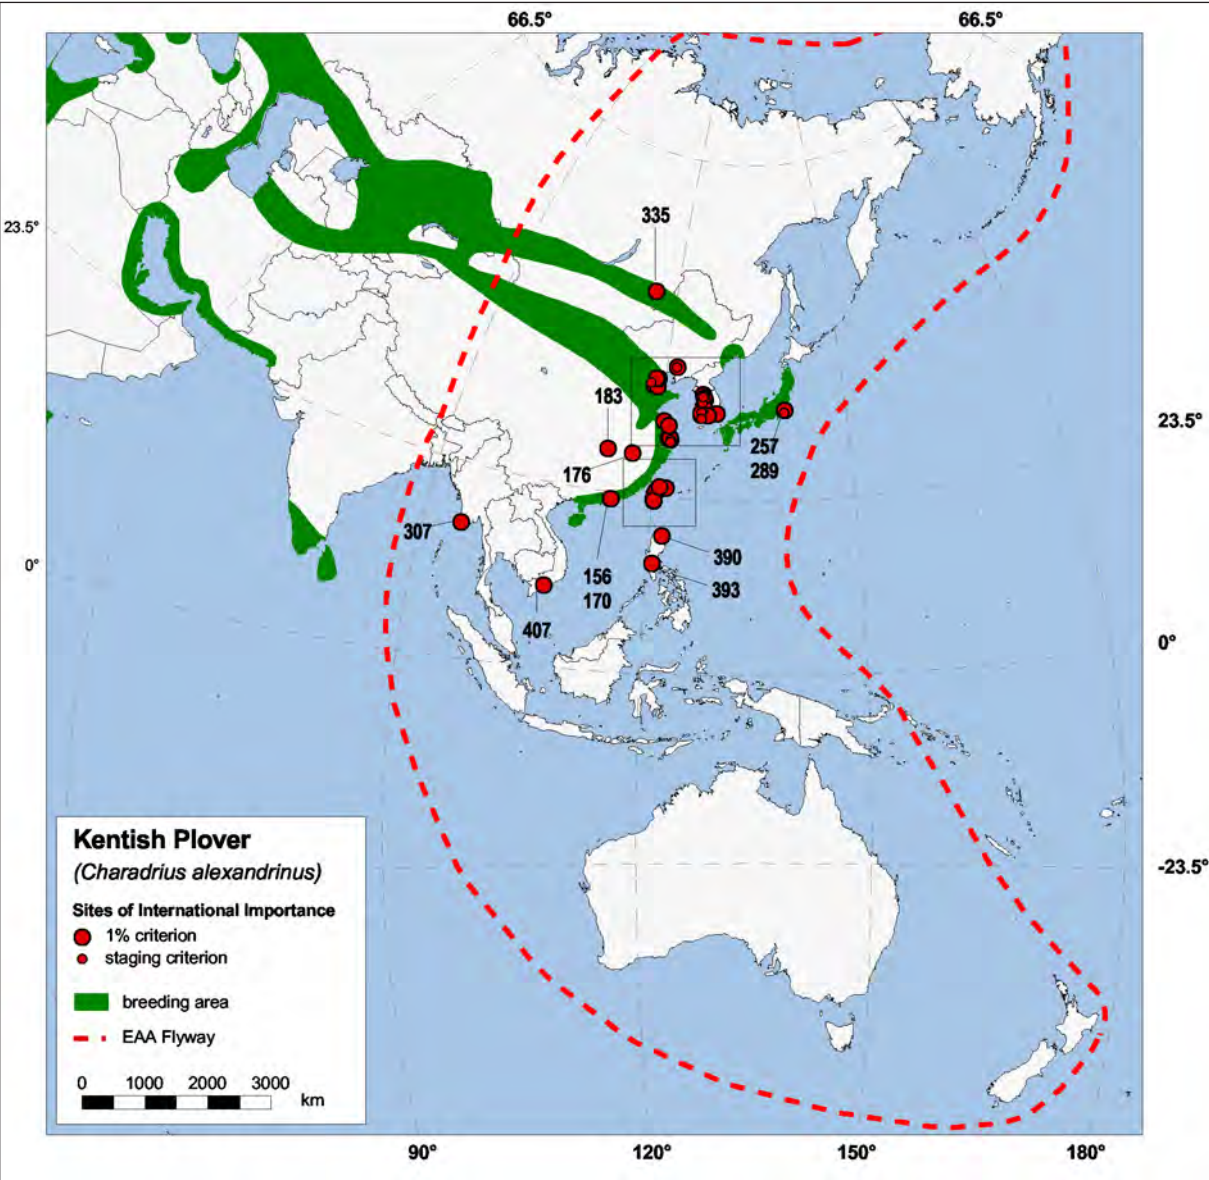 66.5°
66.5°
23.5°
335
183
23.5°
257
289
176
307
390
0°
156
170
393
407
0°
-23.5°
Kentish Plover
(Charadrius alexandrinus)
Sites of International Importance
1% criterion
staging criterion
breeding area
EAA Flyway
0 1000 2000 3000
km
90°
120°
150°
180°